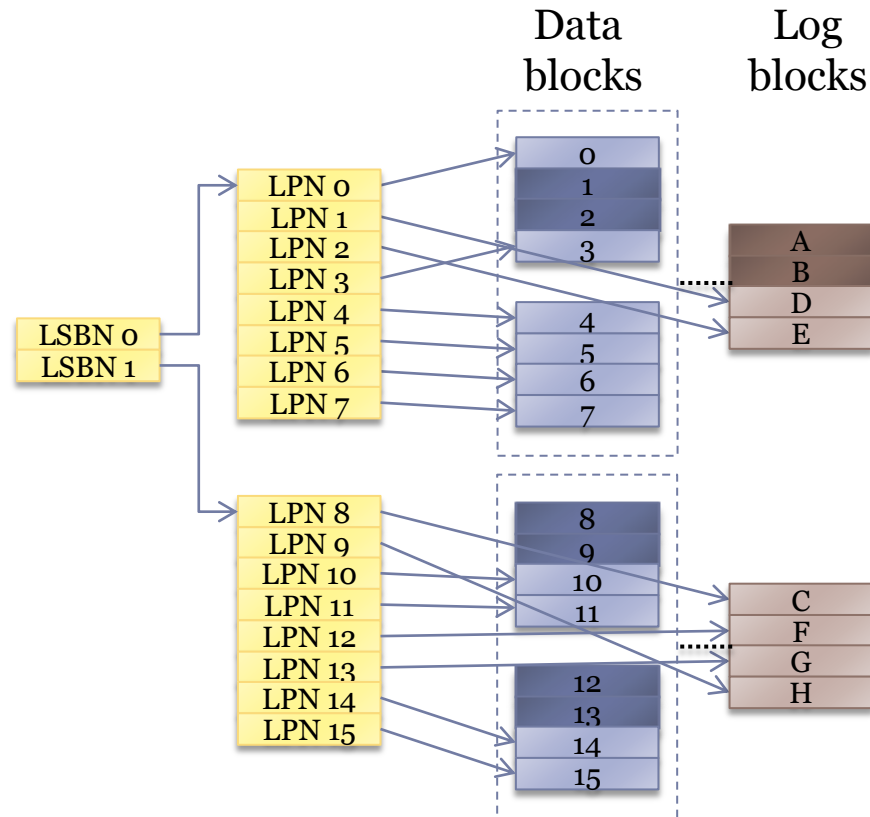 Data
blocks
Log
blocks
LSBN 0
LSBN 1
LPN 0
LPN 1
LPN 2
LPN 3
LPN 4
LPN 5
LPN 6
LPN 7
LPN 8
LPN 9
LPN 10
LPN 11
LPN 12
LPN 13
LPN 14
LPN 15
0
1
2
3
4
5
6
7
8
9
10
11
12
13
14
15
A
B
D
E
C
F
G
H